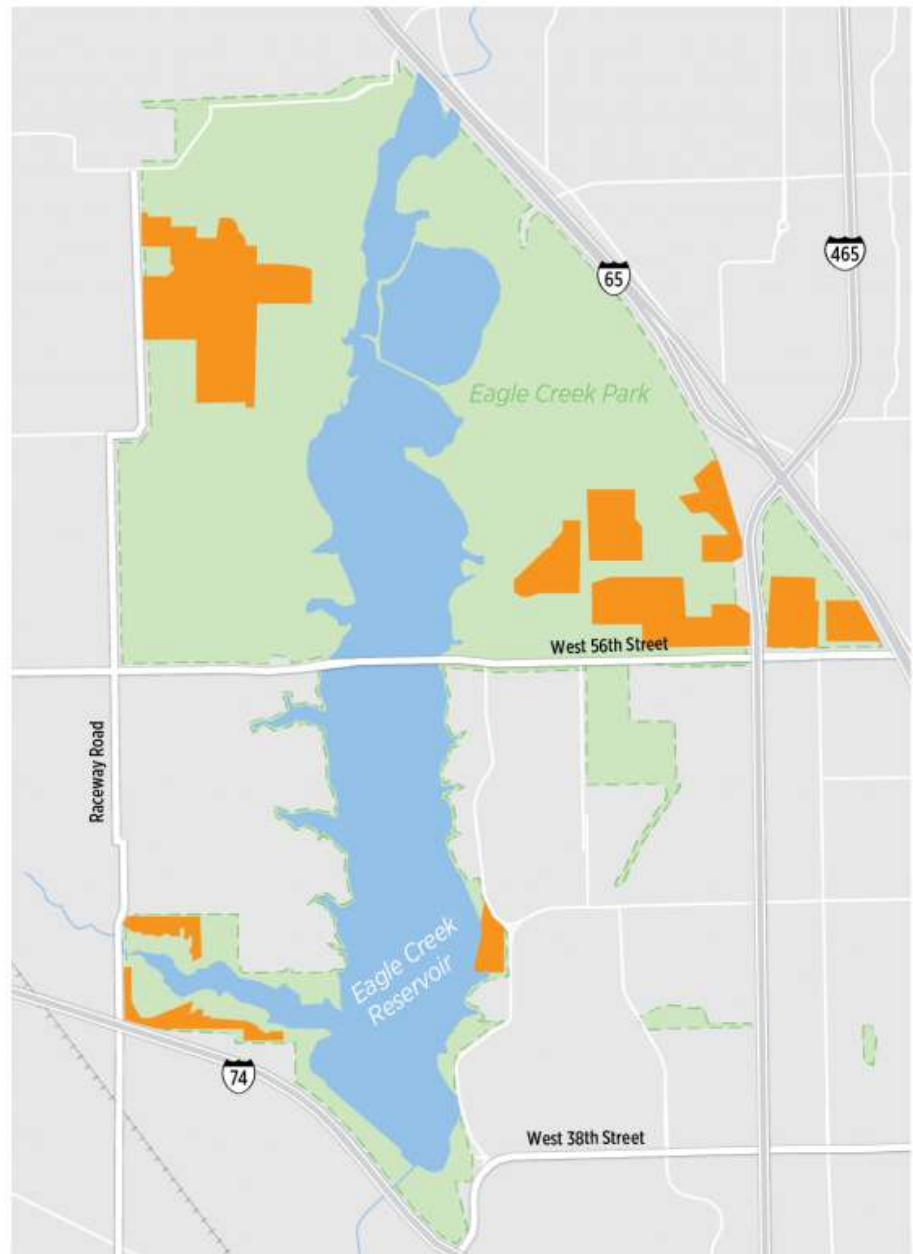 465
65
Eagle Creek Park
West 56th Street
Raceway Road
Eagle Creek
Reservoir
74
West 38th Street